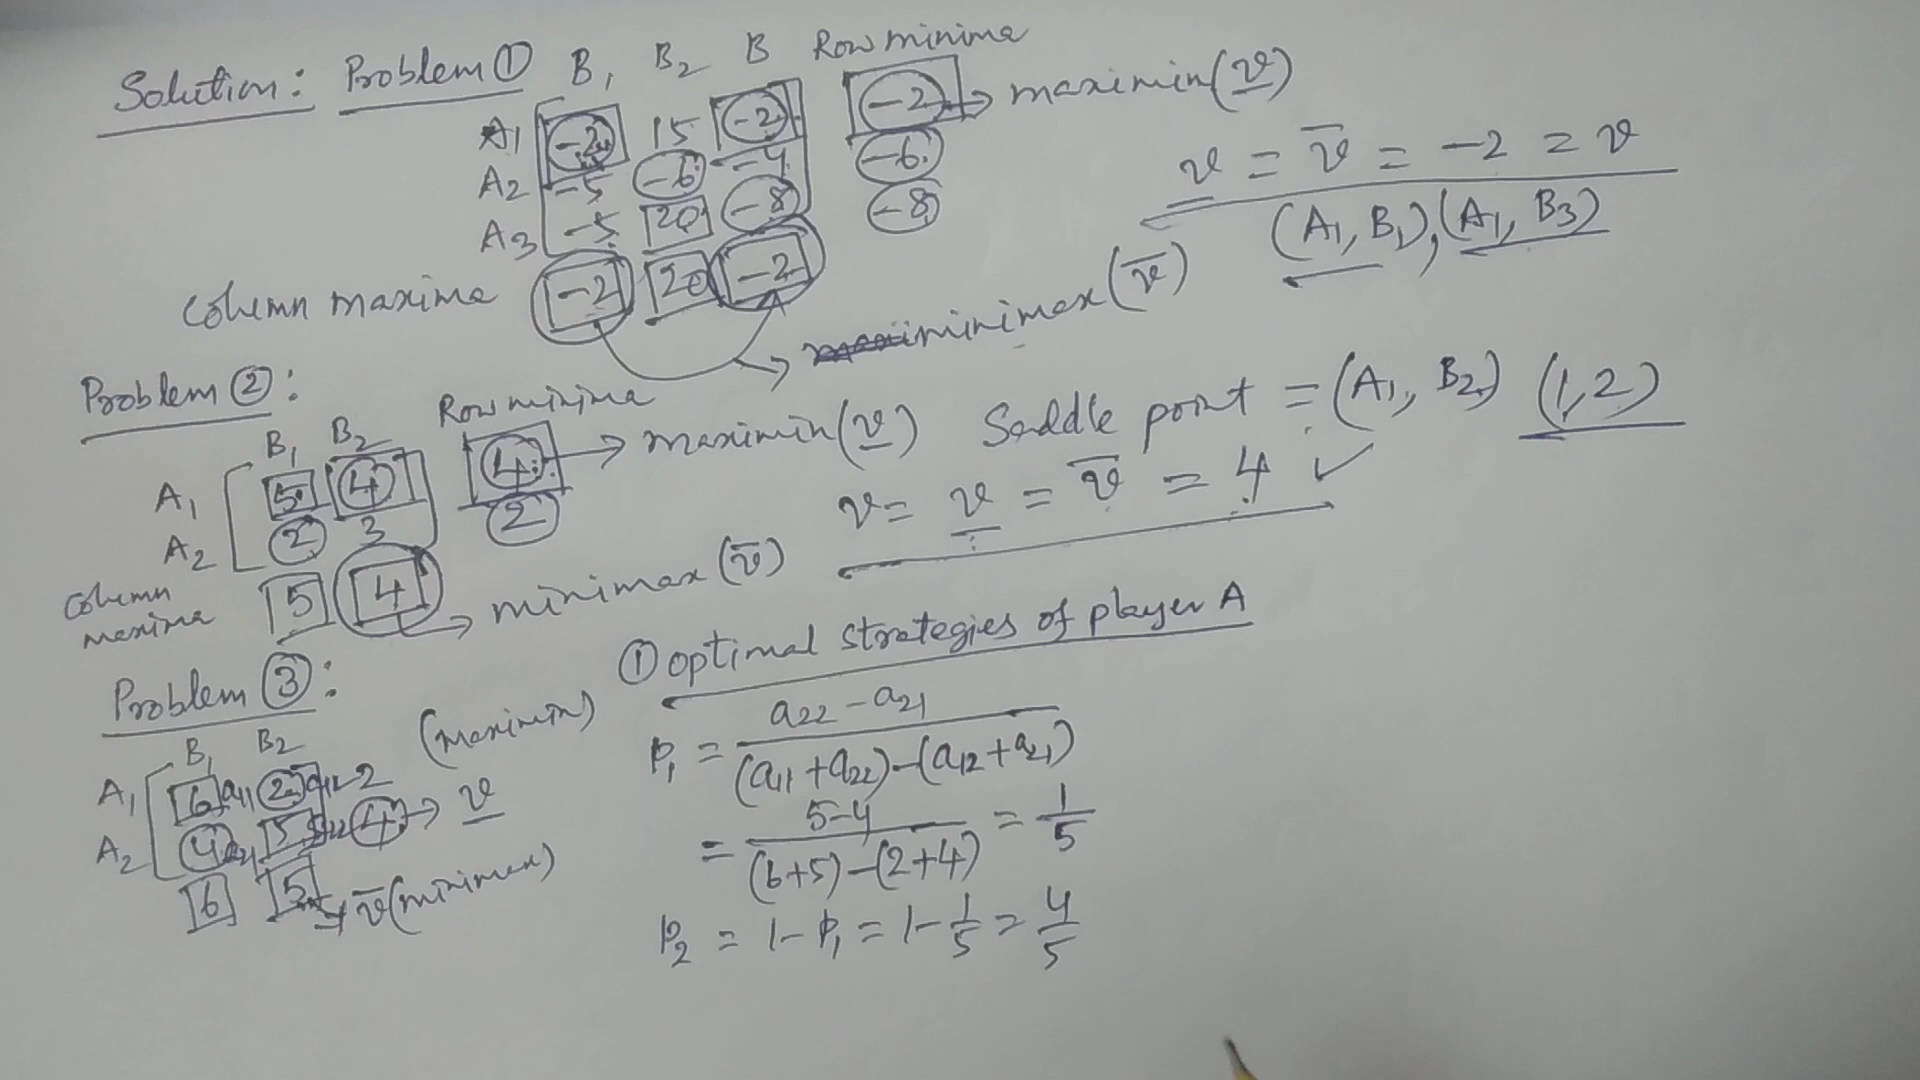 Solution: Problem ① B1 B2 B Row minima
A1 -2 15 -2 -2 → maximin(v)
A2 -5 -6 -4 -6
A3 -5 20 -8 -8
v = v̅ = -2 = v
(A1, B1), (A1, B3)
Column maxima -2 20 -2
→ minimax(v̅)
Problem ②:
B1 B2 Row minima
A1 5 4 4 → maximin(v)
A2 2 3 2
Column maxima 5 4 → minimax(v̅)
Saddle point = (A1, B2) (1,2)
v = v = v̅ = 4 ✓
Problem ③:
B1 B2 (maximin)
A1 6 a11 2 a12 2
A2 4 a21 5 a22 4 → v
6 5 → v̅(minimax)
① optimal strategies of player A
P1 = a22 - a21 / (a11 + a22) - (a12 + a21)
= 5-4 / (6+5) - (2+4) = 1/5
P2 = 1 - P1 = 1 - 1/5 = 4/5